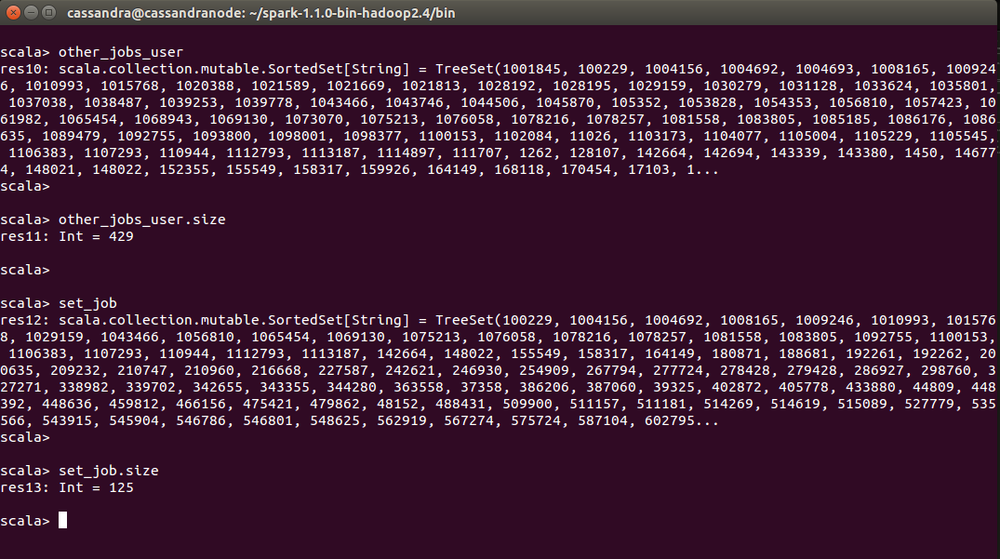 cassandra@cassandranode: ~/spark-1.1.0-bin-hadoop2.4/bin
scala> other_jobs_user
res10: scala.collection.mutable.SortedSet[String] = TreeSet(1001845, 100229, 1004156, 1004692, 1004693, 1008165, 100924
6, 1010993, 1015768, 1020388, 1021589, 1021669, 1021813, 1028192, 1028195, 1029159, 1030279, 1031128, 1033624, 1035801,
 1037038, 1038487, 1039253, 1039778, 1043466, 1043746, 1044506, 1045870, 105352, 1053828, 1054353, 1056810, 1057423, 10
61982, 1065454, 1068943, 1069130, 1073070, 1075213, 1076058, 1078216, 1078257, 1081558, 1083805, 1085185, 1086176, 1086
635, 1089479, 1092755, 1093800, 1098001, 1098377, 1100153, 1102084, 11026, 1103173, 1104077, 1105004, 1105229, 1105545,
 1106383, 1107293, 110944, 1112793, 1113187, 1114897, 111707, 1262, 128107, 142664, 142694, 143339, 143380, 1450, 14677
4, 148021, 148022, 152355, 155549, 158317, 159926, 164149, 168118, 170454, 17103, 1...
scala>
scala> other_jobs_user.size
res11: Int = 429
scala>
scala> set_job
res12: scala.collection.mutable.SortedSet[String] = TreeSet(100229, 1004156, 1004692, 1008165, 1009246, 1010993, 101576
8, 1029159, 1043466, 1056810, 1065454, 1069130, 1075213, 1076058, 1078216, 1078257, 1081558, 1083805, 1092755, 1100153,
 1106383, 1107293, 110944, 1112793, 1113187, 142664, 148022, 155549, 158317, 164149, 180871, 188681, 192261, 192262, 20
0635, 209232, 210747, 210960, 216668, 227587, 242621, 246930, 254909, 267794, 277724, 278428, 279428, 286927, 298760, 3
27271, 338982, 339702, 342655, 343355, 344280, 363558, 37358, 386206, 387060, 39325, 402872, 405778, 433880, 44809, 448
392, 448636, 459812, 466156, 475421, 479862, 48152, 488431, 509900, 511157, 511181, 514269, 514619, 515089, 527779, 535
566, 543915, 545904, 546786, 546801, 548625, 562919, 567274, 575724, 587104, 602795...
scala>
scala> set_job.size
res13: Int = 125
scala>